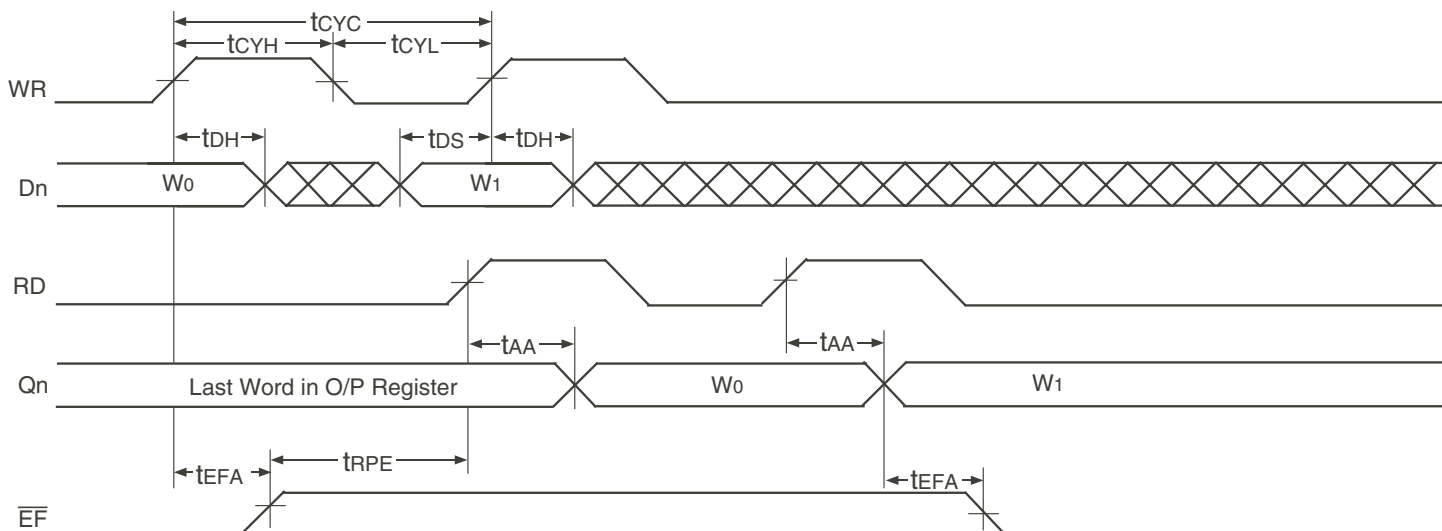 tCYC
tCYH tCYL
WR
tDH tDS tDH
Dn W0 W1
RD
tAA tAA
Qn Last Word in O/P Register W0 W1
tRPE
tEFA tEFA
E̅F̅